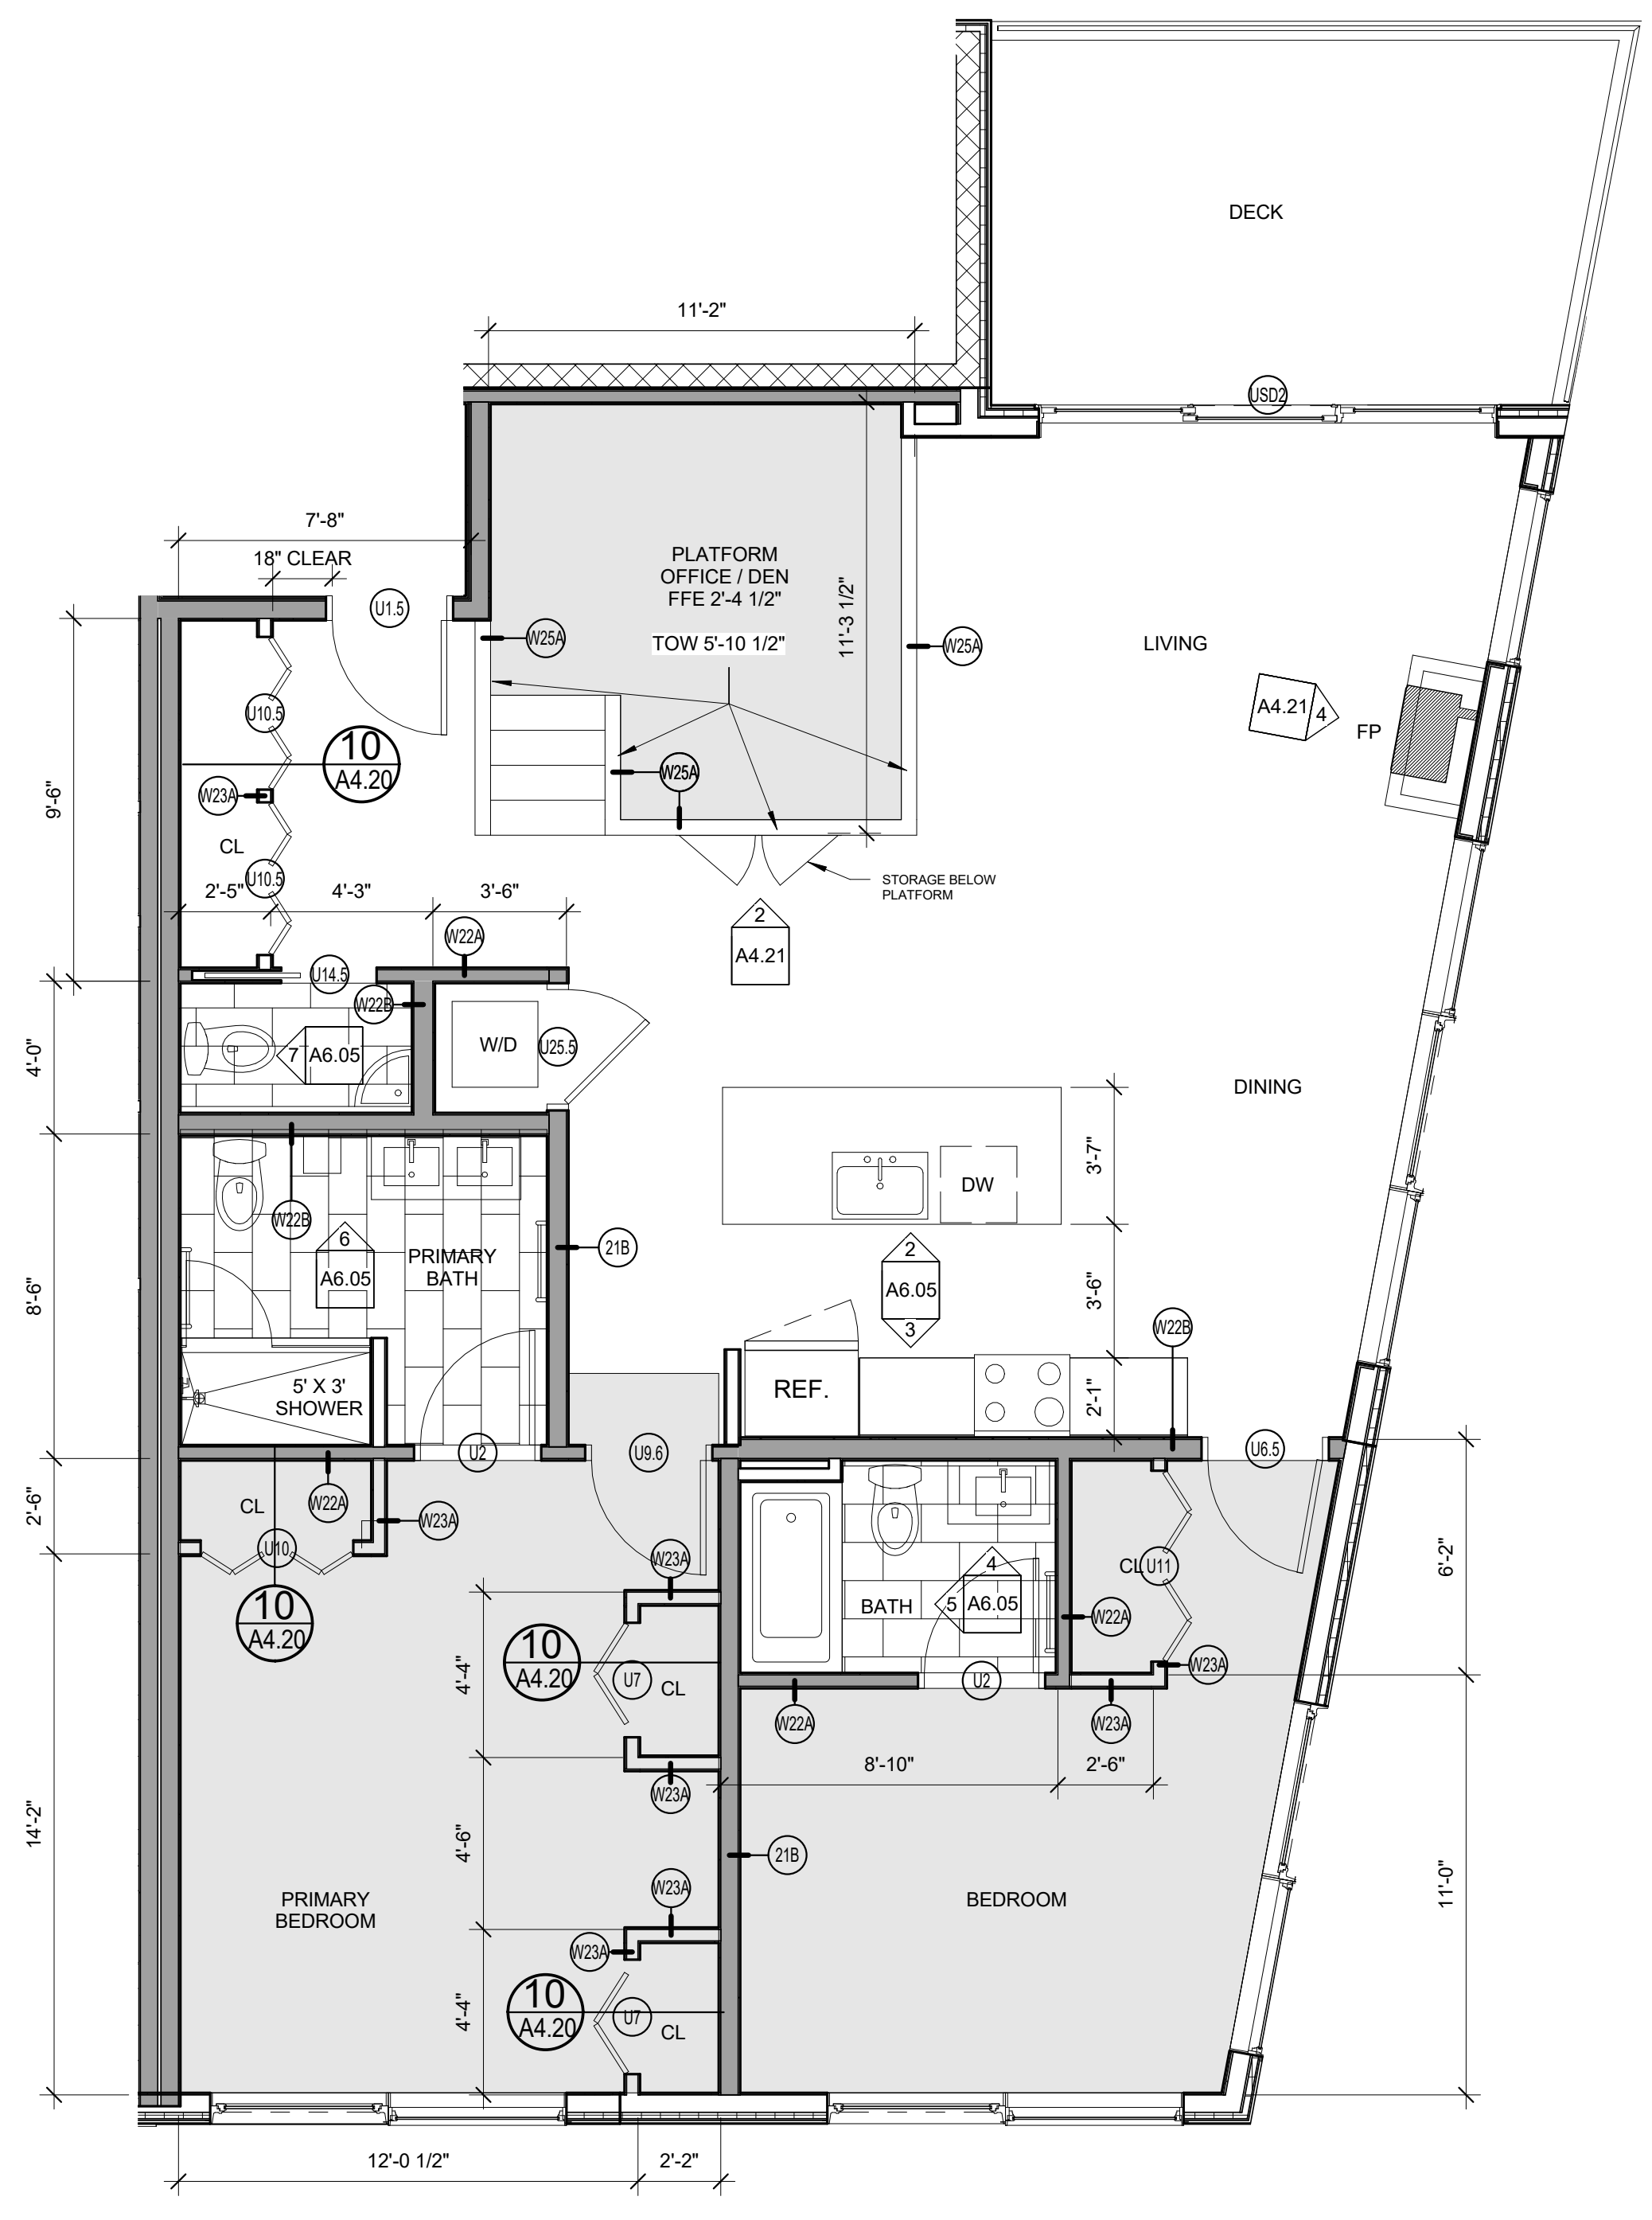 DECK
11'-2"
USD2
7'-8"
18" CLEAR
U1.5
PLATFORM
OFFICE / DEN
FFE 2'-4 1/2"
TOW 5'-10 1/2"
11'-3 1/2"
W25A
W25A
LIVING
U10.5
10
A4.20
A4.21
4
FP
W25A
9'-6"
W23A
CL
U10.5
2'-5"
4'-3"
3'-6"
STORAGE BELOW
PLATFORM
2
A4.21
W22A
U14.5
W22B
4'-0"
7
A6.05
W/D
U25.5
DINING
3'-7"
DW
W22B
6
A6.05
PRIMARY
BATH
21B
2
A6.05
3
8'-6"
3'-6"
W22B
5' X 3'
SHOWER
REF.
2'-1"
U2
U9.6
U6.5
2'-6"
CL
W22A
W23A
U10
W23A
CL
U11
6'-2"
10
A4.20
BATH
4
5
A6.05
W22A
10
A4.20
4'-4"
U7
CL
U2
W23A
W22A
W23A
W23A
8'-10"
2'-6"
14'-2"
4'-6"
21B
W23A
PRIMARY
BEDROOM
BEDROOM
11'-0"
W23A
10
A4.20
4'-4"
U7
CL
12'-0 1/2"
2'-2"